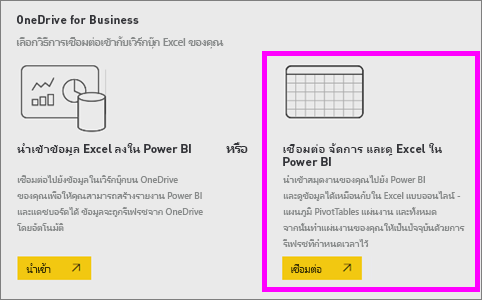 OneDrive for Business
เลือกวิธีการเชื่อมต่อเข้ากับเวิร์กบุ๊ก Excel ของคุณ
นำเข้าข้อมูล Excel ลงใน Power BI
เชื่อมต่อไปยังข้อมูลในเวิร์กบุ๊กบน OneDrive
ของคุณเพื่อให้คุณสามารถสร้างรายงาน Power BI
และแดชบอร์ดได้ ข้อมูลจะถูกรีเฟรชจาก OneDrive
โดยอัตโนมัติ
นำเข้า
หรือ
เชื่อมต่อ จัดการ และดู Excel ใน
Power BI
นำเข้าสมุดงานของคุณไปยัง Power BI
และดูข้อมูลได้เหมือนกับใน Excel แบบออนไลน์ -
แผนภูมิ PivotTables แผ่นงาน และทั้งหมด
จากนั้นทำแผ่นงานของคุณให้เป็นปัจจุบันด้วยการ
รีเฟรชที่กำหนดเวลาไว้
เชื่อมต่อ